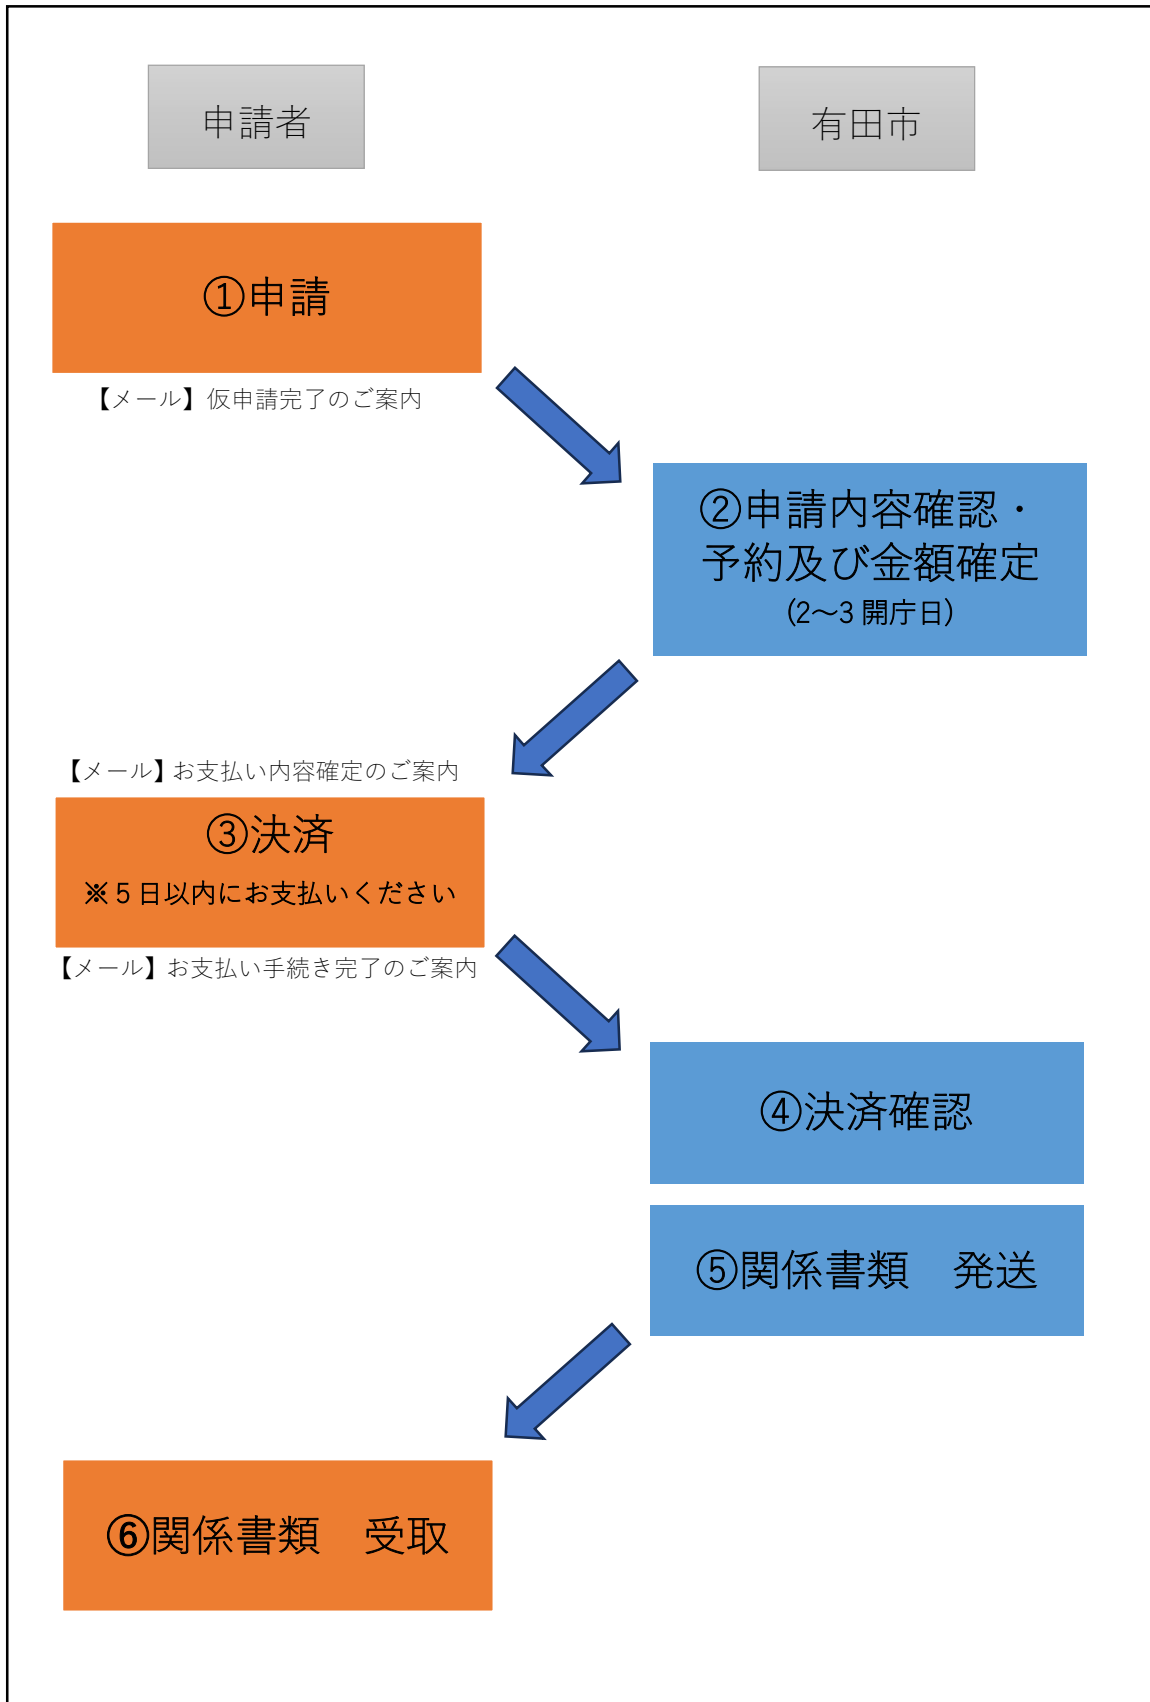 申請者
有田市
①申請
【メール】仮申請完了のご案内
②申請内容確認・
予約及び金額確定
(2～3 開庁日)
【メール】お支払い内容確定のご案内
③決済
※5 日以内にお支払いください
【メール】お支払い手続き完了のご案内
④決済確認
⑤関係書類　発送
⑥関係書類　受取